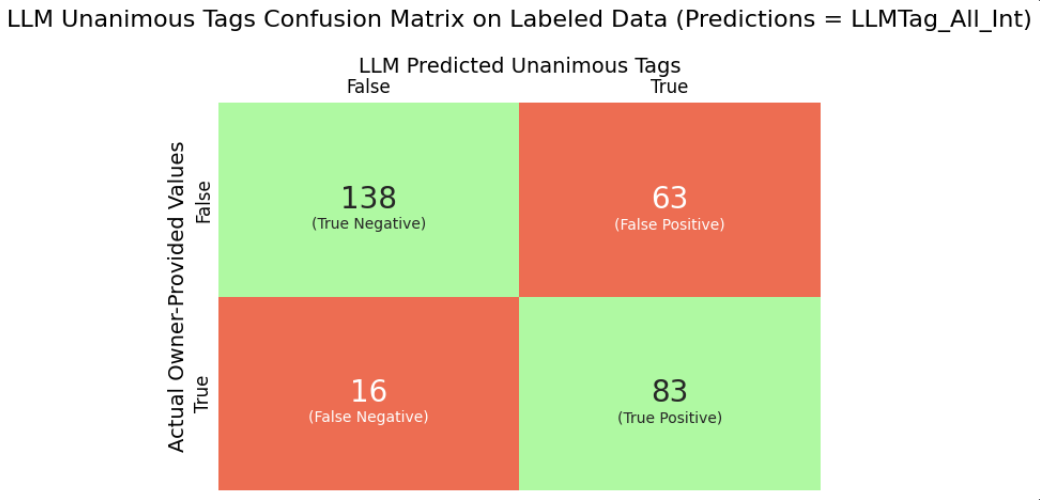 LLM Unanimous Tags Confusion Matrix on Labeled Data (Predictions = LLMTag_All_Int)
LLM Predicted Unanimous Tags
False True
Actual Owner-Provided Values
False
138 63
(True Negative) (False Positive)
True
16 83
(False Negative) (True Positive)